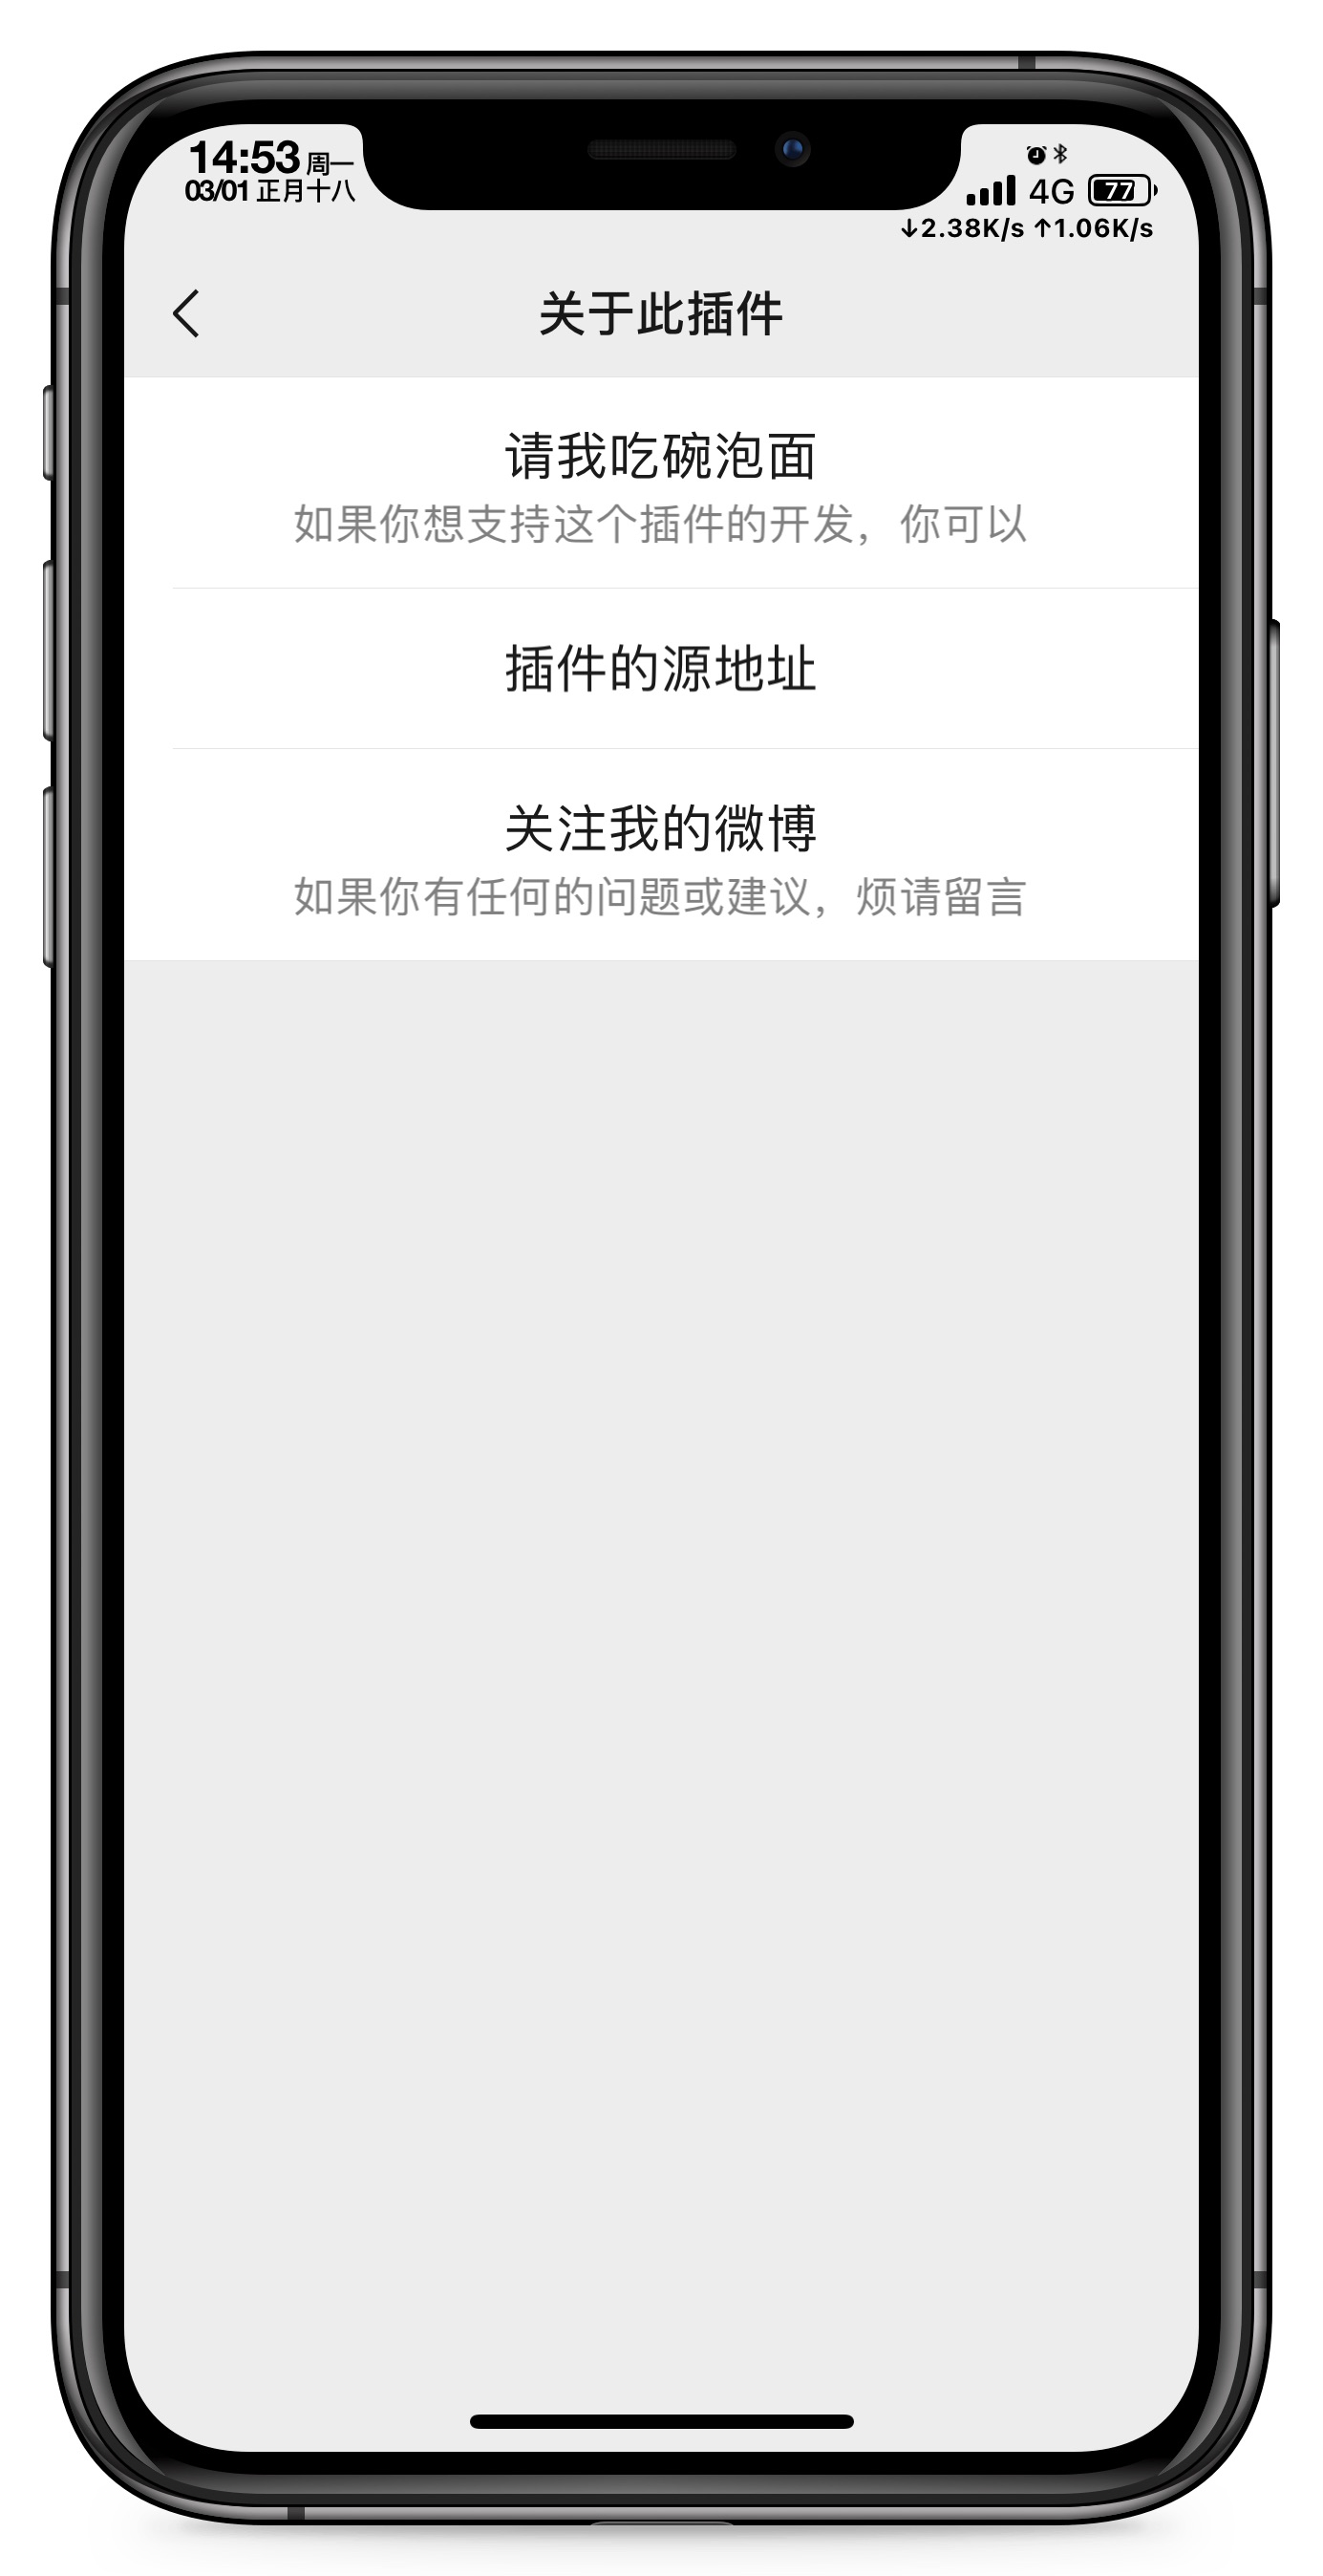 14:53 周一
03/01 正月十八
4G 77
↓2.38K/s ↑1.06K/s
关于此插件
请我吃碗泡面
如果你想支持这个插件的开发，你可以
插件的源地址
关注我的微博
如果你有任何的问题或建议，烦请留言